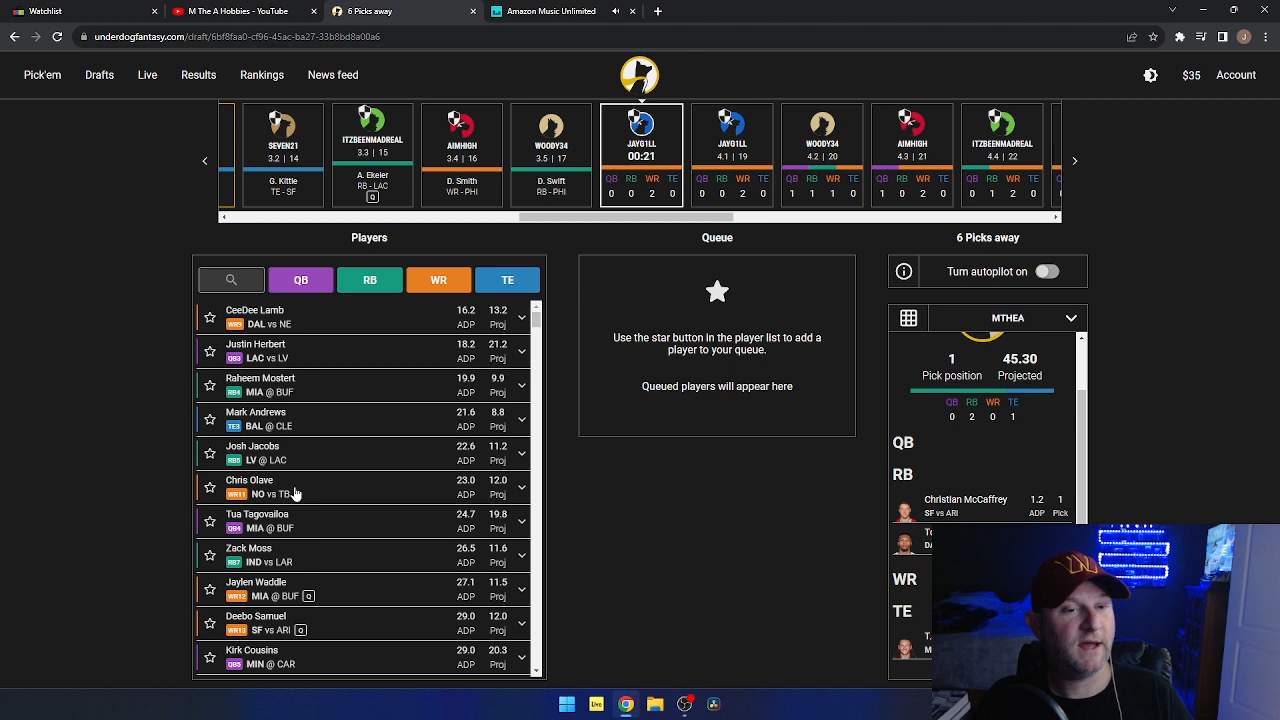 Watchlist
M The A Hobbies - YouTube
6 Picks away
Amazon Music Unlimited
underdogfantasy.com/draft/6bf8faa0-cf96-45ac-ba27-33b8bd8a00a6
J
Pick'em
Drafts
Live
Results
Rankings
News feed
$35
Account
SEVEN21
3.2 | 14
G. Kittle
TE - SF
ITZBEENMADREAL
3.3 | 15
A. Ekeler
RB - LAC
Q
AIMHIGH
3.4 | 16
D. Smith
WR - PHI
WOODY34
3.5 | 17
D. Swift
RB - PHI
JAYG1LL
00:21
QB RB WR TE
0 0 2 0
JAYG1LL
4.1 | 19
QB RB WR TE
0 0 2 0
WOODY34
4.2 | 20
QB RB WR TE
1 1 1 0
AIMHIGH
4.3 | 21
QB RB WR TE
1 0 2 0
ITZBEENMADREAL
4.4 | 22
QB RB WR TE
0 1 2 0
Players
QB
RB
WR
TE
CeeDee Lamb 16.2 13.2
WR9 DAL vs NE ADP Proj
Justin Herbert 18.2 21.2
QB3 LAC vs LV ADP Proj
Raheem Mostert 19.9 9.9
RB4 MIA @ BUF ADP Proj
Mark Andrews 21.6 8.8
TE3 BAL @ CLE ADP Proj
Josh Jacobs 22.6 11.2
RB5 LV @ LAC ADP Proj
Chris Olave 23.0 12.0
WR11 NO vs TB ADP Proj
Tua Tagovailoa 24.7 19.8
QB4 MIA @ BUF ADP Proj
Zack Moss 26.5 11.6
RB7 IND vs LAR ADP Proj
Jaylen Waddle 27.1 11.5
WR12 MIA @ BUF Q ADP Proj
Deebo Samuel 29.0 12.0
WR13 SF vs ARI Q ADP Proj
Kirk Cousins 29.0 20.3
QB5 MIN @ CAR ADP Proj
Queue
Use the star button in the player list to add a
player to your queue.
Queued players will appear here
6 Picks away
Turn autopilot on
MTHEA
1 45.30
Pick position Projected
QB RB WR TE
0 2 0 1
QB
RB
Christian McCaffrey 1.2 1
SF vs ARI ADP Pick
WR
TE
Live